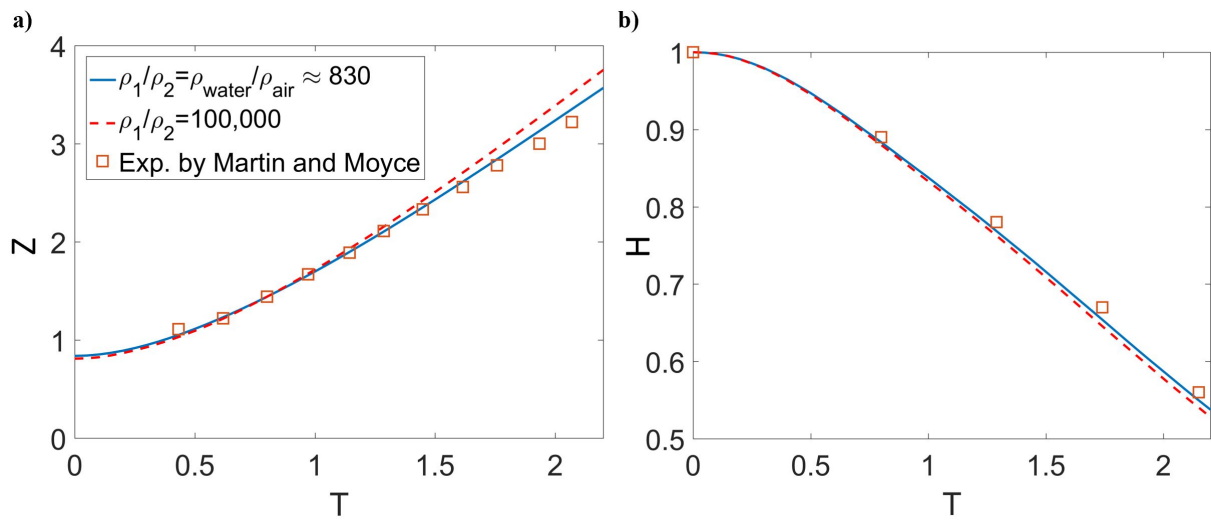 a)
4
3
2
1
0
Z
ρ1/ρ2=ρwater/ρair ≈ 830
ρ1/ρ2=100,000
Exp. by Martin and Moyce
0 0.5 1 1.5 2
T
b)
1
0.9
0.8
0.7
0.6
0.5
H
0 0.5 1 1.5 2
T